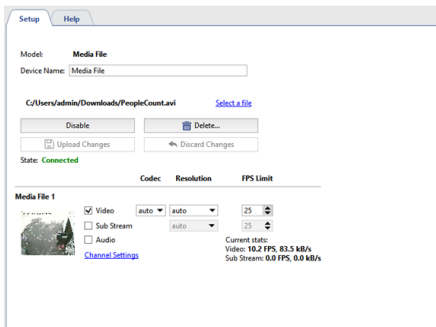 Setup Help
Model: Media File
Device Name: Media File
C:/Users/admin/Downloads/PeopleCount.avi Select a file
Disable Delete...
Upload Changes Discard Changes
State: Connected
Codec Resolution FPS Limit
Media File 1
Video auto auto 25
Sub Stream auto 25
Audio
Channel Settings
Current stats:
Video: 10.2 FPS, 83.5 kB/s
Sub Stream: 0.0 FPS, 0.0 kB/s